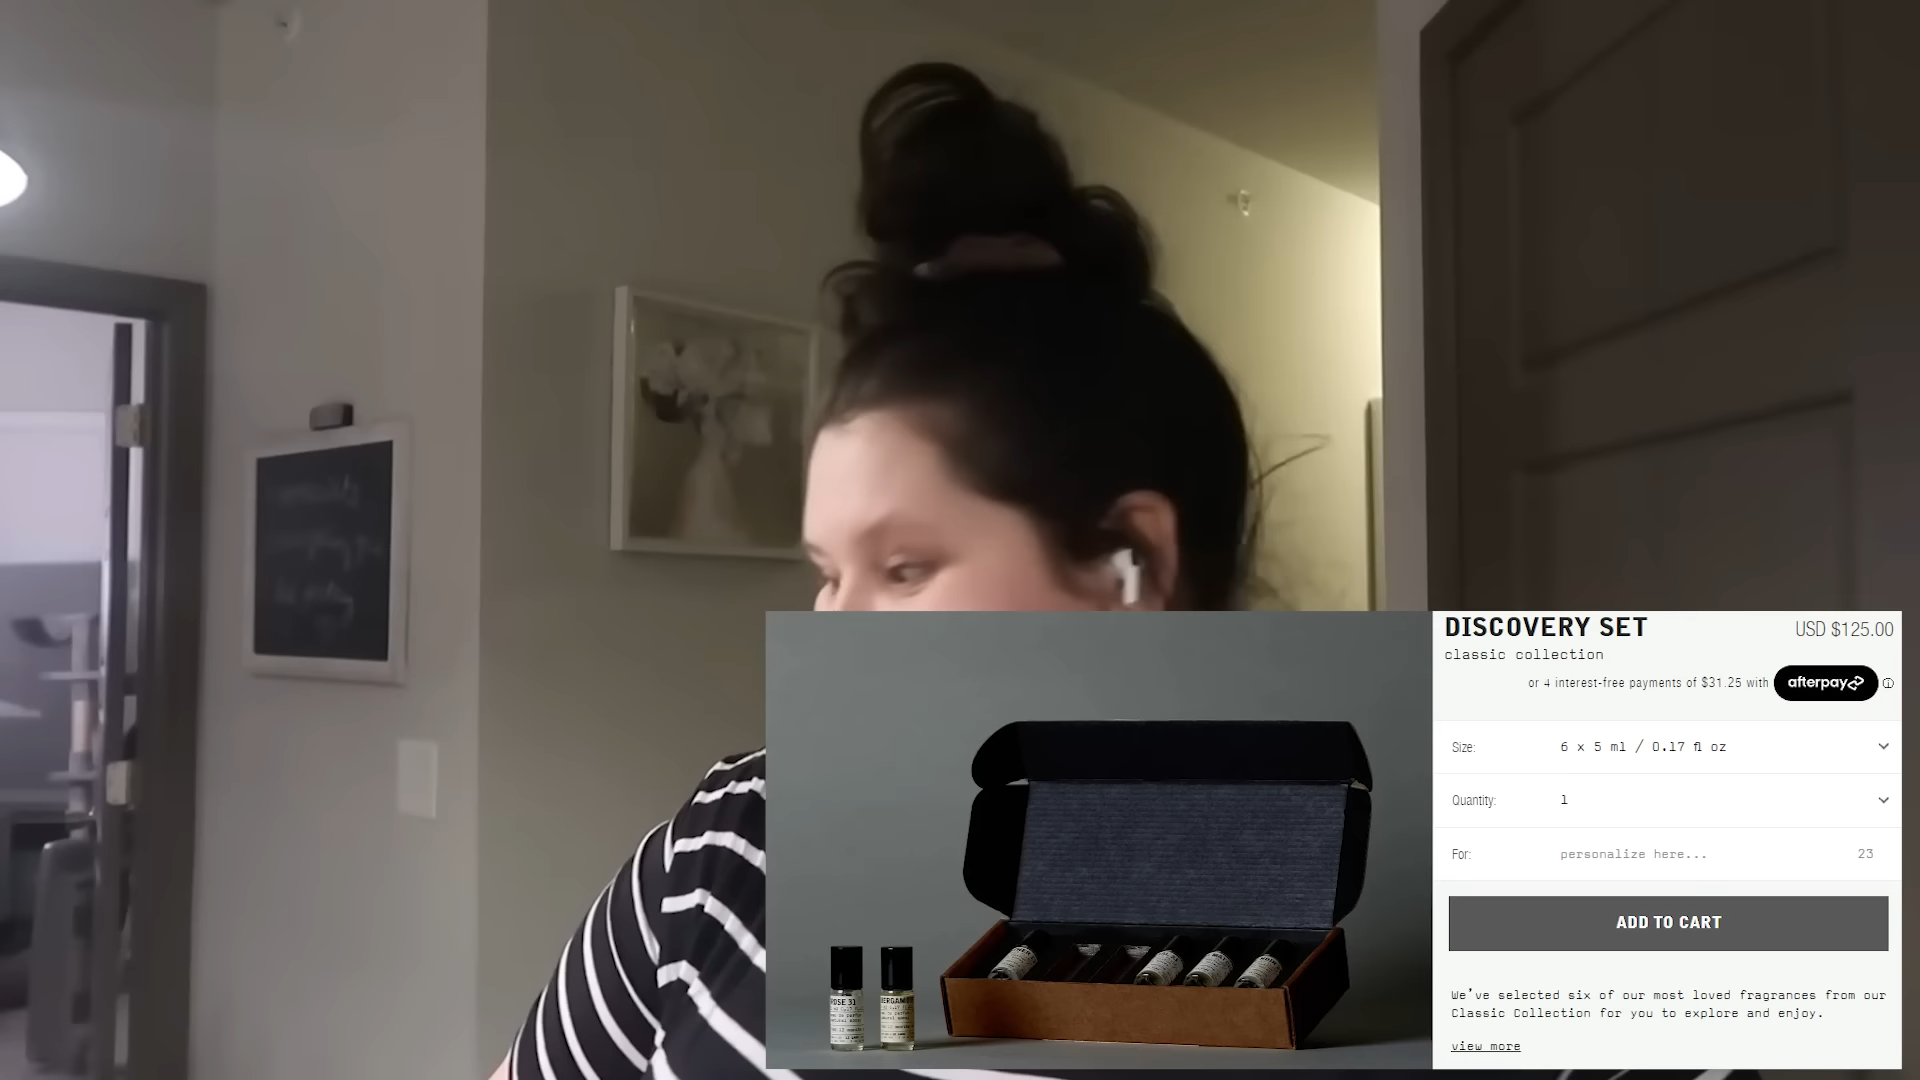 DISCOVERY SET
USD $125.00
classic collection
or 4 interest-free payments of $31.25 with afterpay
Size: 6 x 5 ml / 0.17 fl oz
Quantity: 1
For: personalize here... 23
ADD TO CART
We've selected six of our most loved fragrances from our
Classic Collection for you to explore and enjoy.
view more
ROSE 31